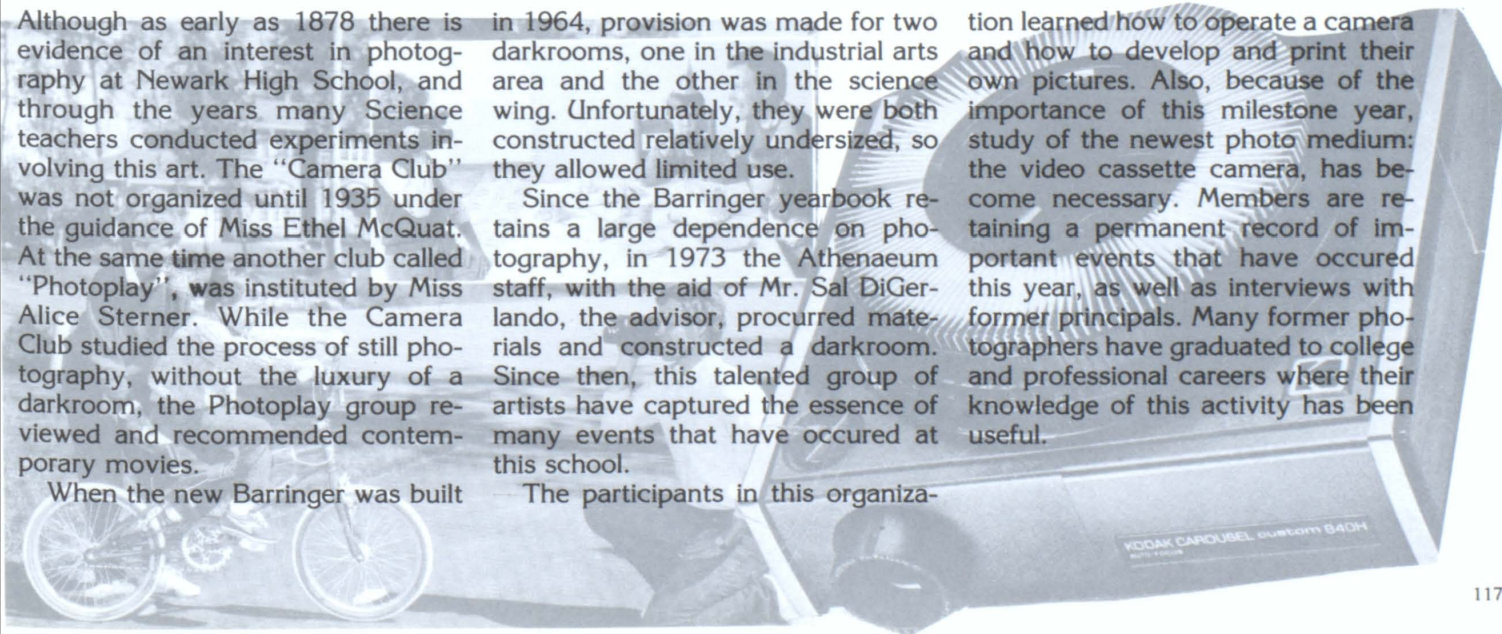 Although as early as 1878 there is
evidence of an interest in photog-
raphy at Newark High School, and
through the years many Science
teachers conducted experiments in-
volving this art. The “Camera Club”
was not organized until 1935 under
the guidance of Miss Ethel McQuat.
At the same time another club called
“Photoplay”, was instituted by Miss
Alice Sterner. While the Camera
Club studied the process of still pho-
tography, without the luxury of a
darkroom, the Photoplay group re-
viewed and recommended contem-
porary movies.
When the new Barringer was built
in 1964, provision was made for two
darkrooms, one in the industrial arts
area and the other in the science
wing. Unfortunately, they were both
constructed relatively undersized, so
they allowed limited use.
Since the Barringer yearbook re-
tains a large dependence on pho-
tography, in 1973 the Athenaeum
staff, with the aid of Mr. Sal DiGer-
lando, the advisor, procurred mate-
rials and constructed a darkroom.
Since then, this talented group of
artists have captured the essence of
many events that have occured at
this school.
The participants in this organiza-
tion learned how to operate a camera
and how to develop and print their
own pictures. Also, because of the
importance of this milestone year,
study of the newest photo medium:
the video cassette camera, has be-
come necessary. Members are re-
taining a permanent record of im-
portant events that have occured
this year, as well as interviews with
former principals. Many former pho-
tographers have graduated to college
and professional careers where their
knowledge of this activity has been
useful.
KODAK CAROUSEL custom 840H
AUTO-FOCUS
117